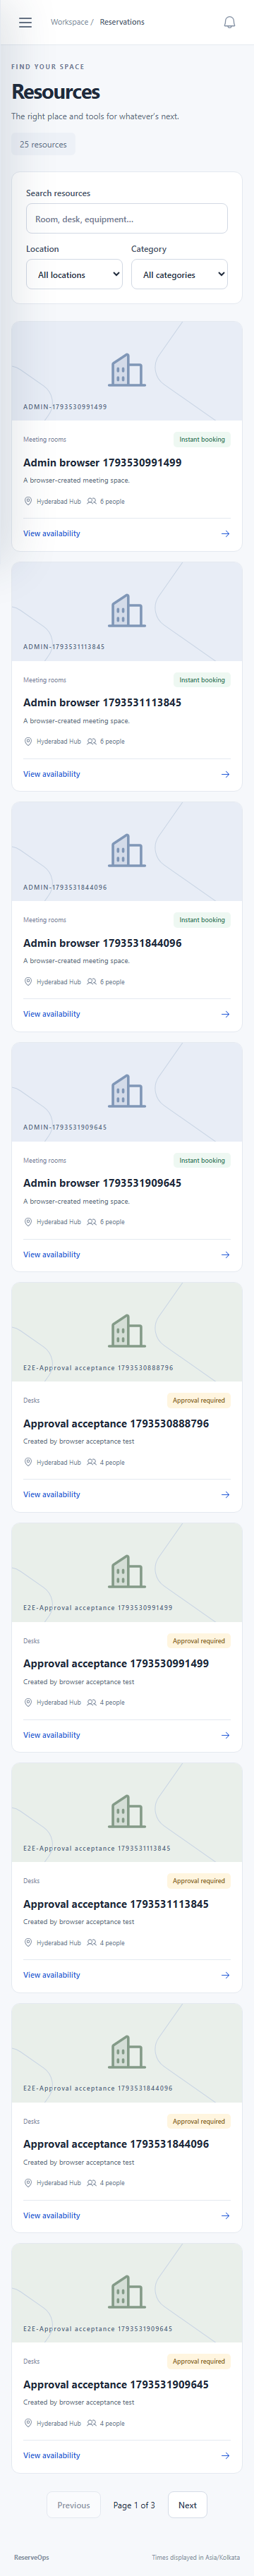 Workspace / Reservations
FIND YOUR SPACE
Resources
The right place and tools for whatever's next.
25 resources
Search resources
Room, desk, equipment...
Location Category
All locations All categories
ADMIN-1793530991499
Meeting rooms Instant booking
Admin browser 1793530991499
A browser-created meeting space.
Hyderabad Hub 6 people
View availability
ADMIN-1793531113845
Meeting rooms Instant booking
Admin browser 1793531113845
A browser-created meeting space.
Hyderabad Hub 6 people
View availability
ADMIN-1793531844096
Meeting rooms Instant booking
Admin browser 1793531844096
A browser-created meeting space.
Hyderabad Hub 6 people
View availability
ADMIN-1793531909645
Meeting rooms Instant booking
Admin browser 1793531909645
A browser-created meeting space.
Hyderabad Hub 6 people
View availability
E2E-Approval acceptance 1793530888796
Desks Approval required
Approval acceptance 1793530888796
Created by browser acceptance test
Hyderabad Hub 4 people
View availability
E2E-Approval acceptance 1793530991499
Desks Approval required
Approval acceptance 1793530991499
Created by browser acceptance test
Hyderabad Hub 4 people
View availability
E2E-Approval acceptance 1793531113845
Desks Approval required
Approval acceptance 1793531113845
Created by browser acceptance test
Hyderabad Hub 4 people
View availability
E2E-Approval acceptance 1793531844096
Desks Approval required
Approval acceptance 1793531844096
Created by browser acceptance test
Hyderabad Hub 4 people
View availability
E2E-Approval acceptance 1793531909645
Desks Approval required
Approval acceptance 1793531909645
Created by browser acceptance test
Hyderabad Hub 4 people
View availability
Previous Page 1 of 3 Next
ReserveOps Times displayed in Asia/Kolkata